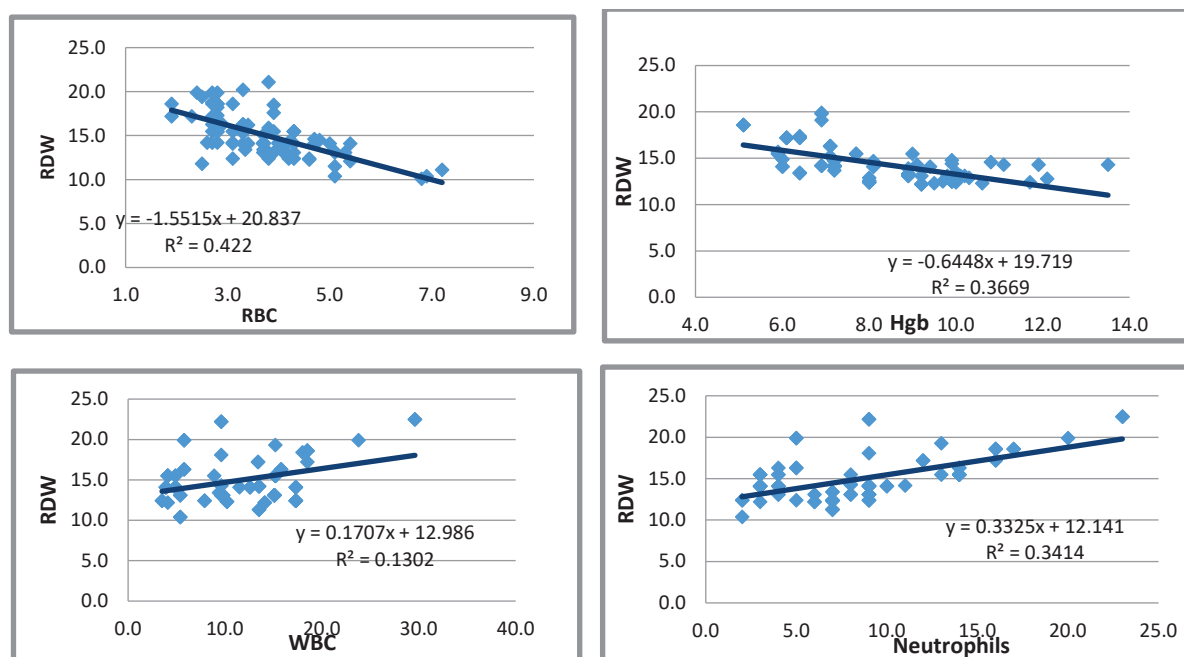 25.0
20.0
15.0
10.0
5.0
0.0
RDW
y = -1.5515x + 20.837
R² = 0.422
1.0 3.0 5.0 7.0 9.0
RBC
25.0
20.0
15.0
10.0
5.0
0.0
RDW
y = -0.6448x + 19.719
R² = 0.3669
4.0 6.0 8.0 10.0 12.0 14.0
Hgb
25.0
20.0
15.0
10.0
5.0
0.0
RDW
y = 0.1707x + 12.986
R² = 0.1302
0.0 10.0 20.0 30.0 40.0
WBC
25.0
20.0
15.0
10.0
5.0
0.0
RDW
y = 0.3325x + 12.141
R² = 0.3414
0.0 5.0 10.0 15.0 20.0 25.0
Neutrophils